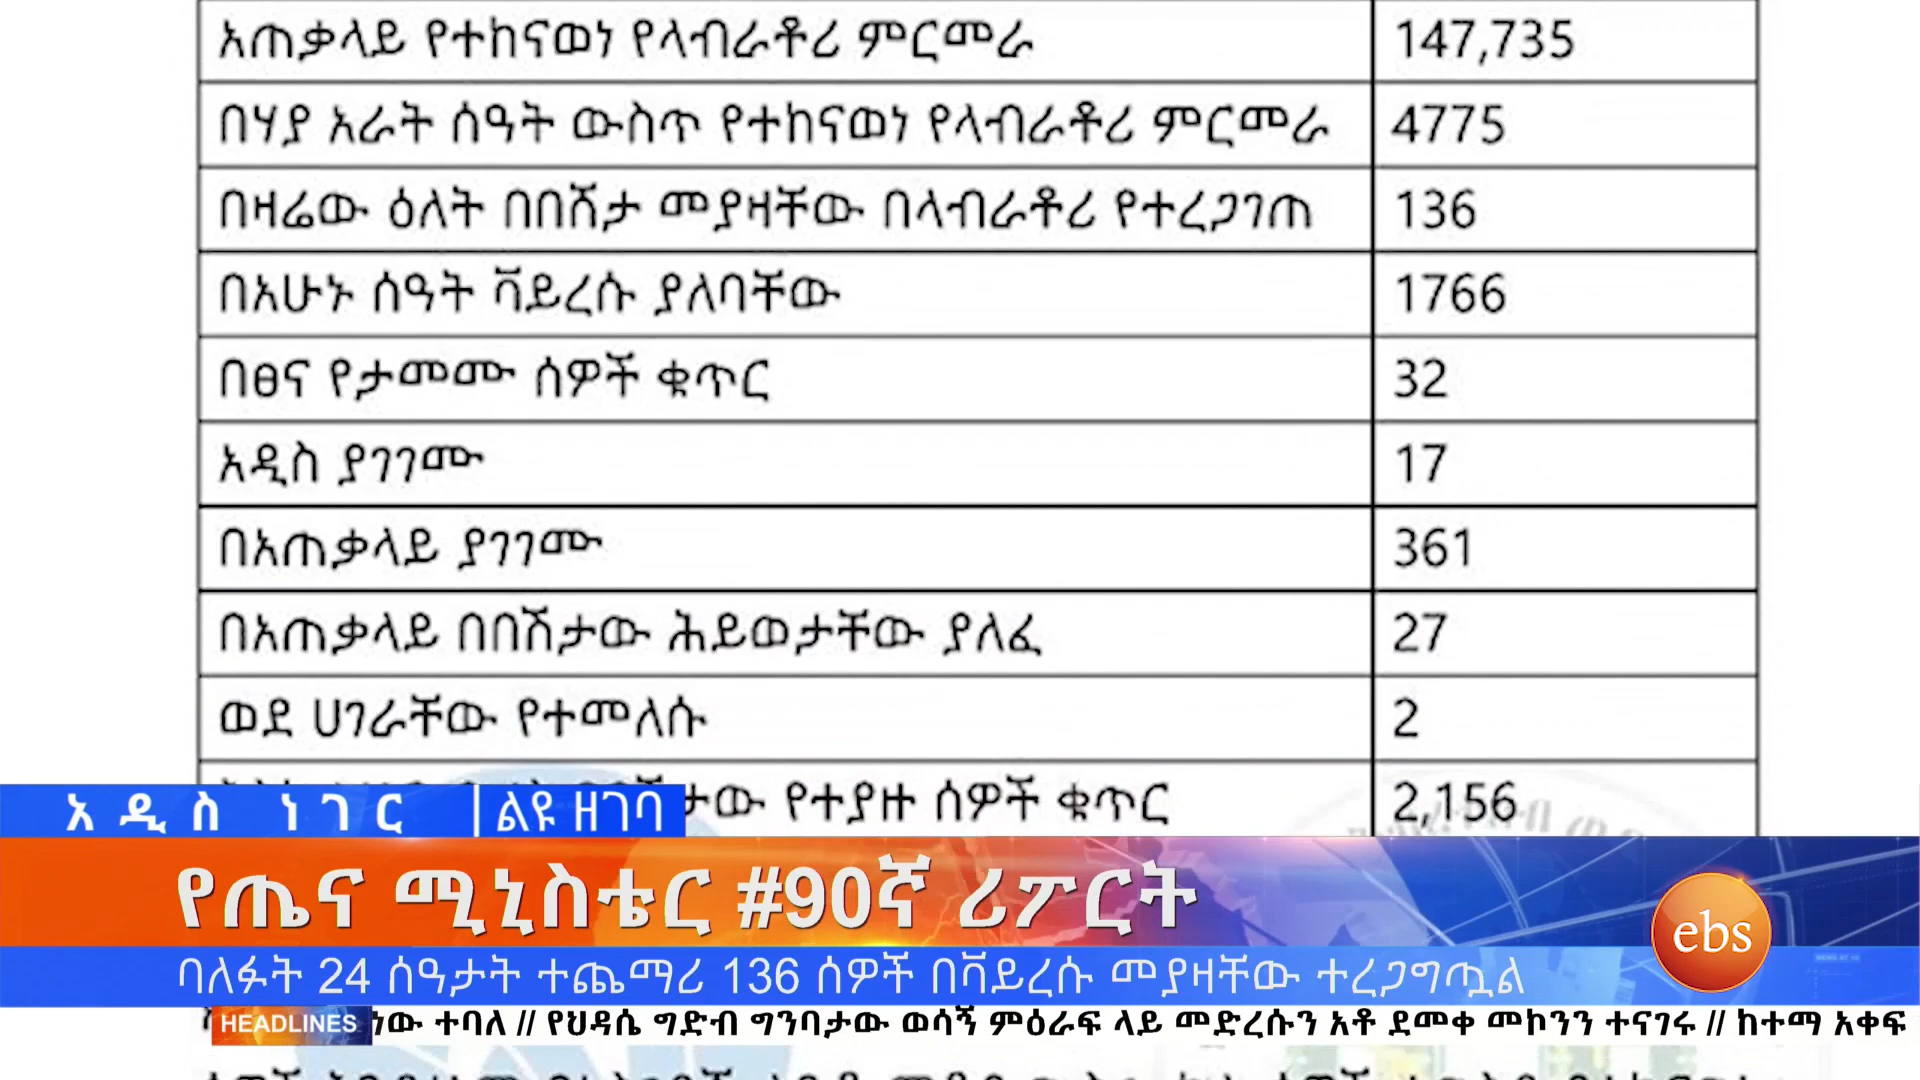 አጠቃላይ የተከናወነ የላብራቶሪ ምርመራ 147,735
በሃያ አራት ሰዓት ውስጥ የተከናወነ የላብራቶሪ ምርመራ 4775
በዛሬው ዕለት በበሽታ መያዛቸው በላብራቶሪ የተረጋገጠ 136
በአሁኑ ሰዓት ቫይረሱ ያለባቸው 1766
በፀና የታመሙ ሰዎች ቁጥር 32
አዲስ ያገገሙ 17
በአጠቃላይ ያገገሙ 361
በአጠቃላይ በበሽታው ሕይወታቸው ያለፈ 27
ወደ ሀገራቸው የተመለሱ 2
የተያዙ ሰዎች ቁጥር 2,156
አዲስ ነገር | ልዩ ዘገባ
የጤና ሚኒስቴር #90ኛ ሪፖርት
ebs
ባለፉት 24 ሰዓታት ተጨማሪ 136 ሰዎች በቫይረሱ መያዛቸው ተረጋግጧል
HEADLINES ነው ተባለ // የህዳሴ ግድብ ግንባታው ወሳኝ ምዕራፍ ላይ መድረሱን አቶ ደመቀ መኮንን ተናገሩ // ከተማ አቀፍ